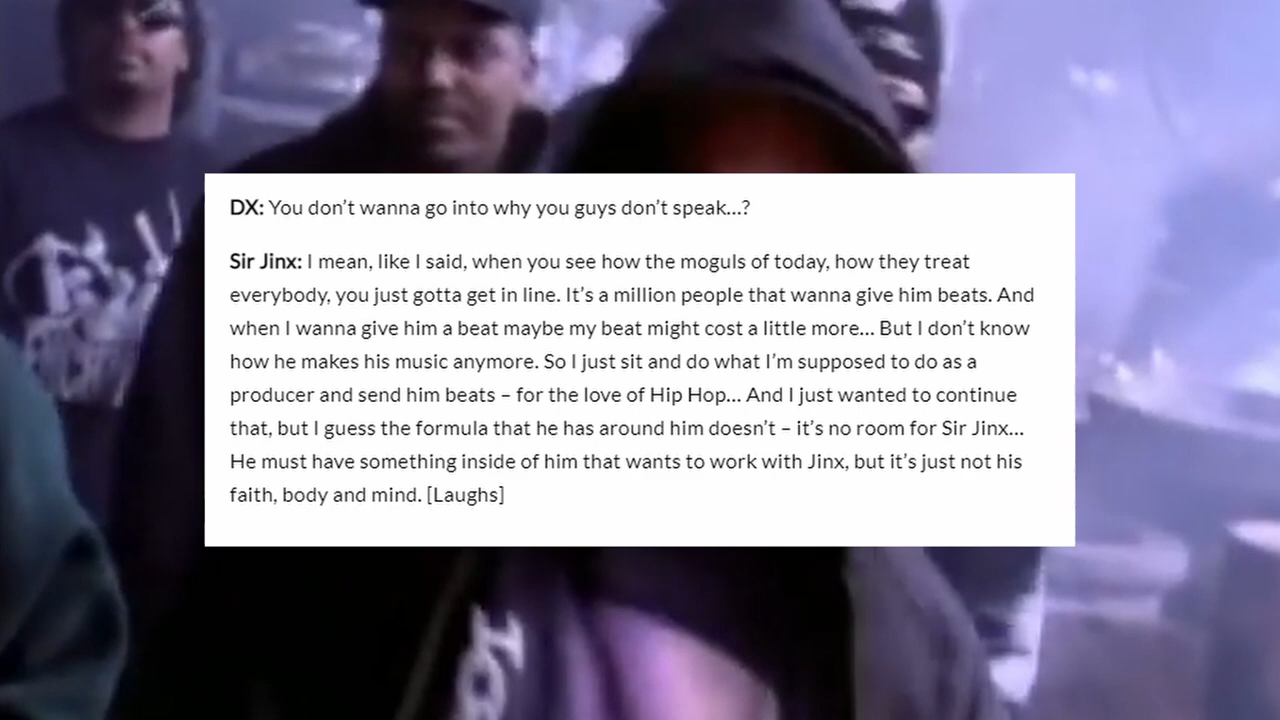 DX: You don’t wanna go into why you guys don’t speak…?
Sir Jinx: I mean, like I said, when you see how the moguls of today, how they treat
everybody, you just gotta get in line. It’s a million people that wanna give him beats. And
when I wanna give him a beat maybe my beat might cost a little more… But I don’t know
how he makes his music anymore. So I just sit and do what I’m supposed to do as a
producer and send him beats – for the love of Hip Hop… And I just wanted to continue
that, but I guess the formula that he has around him doesn’t – it’s no room for Sir Jinx…
He must have something inside of him that wants to work with Jinx, but it’s just not his
faith, body and mind. [Laughs]